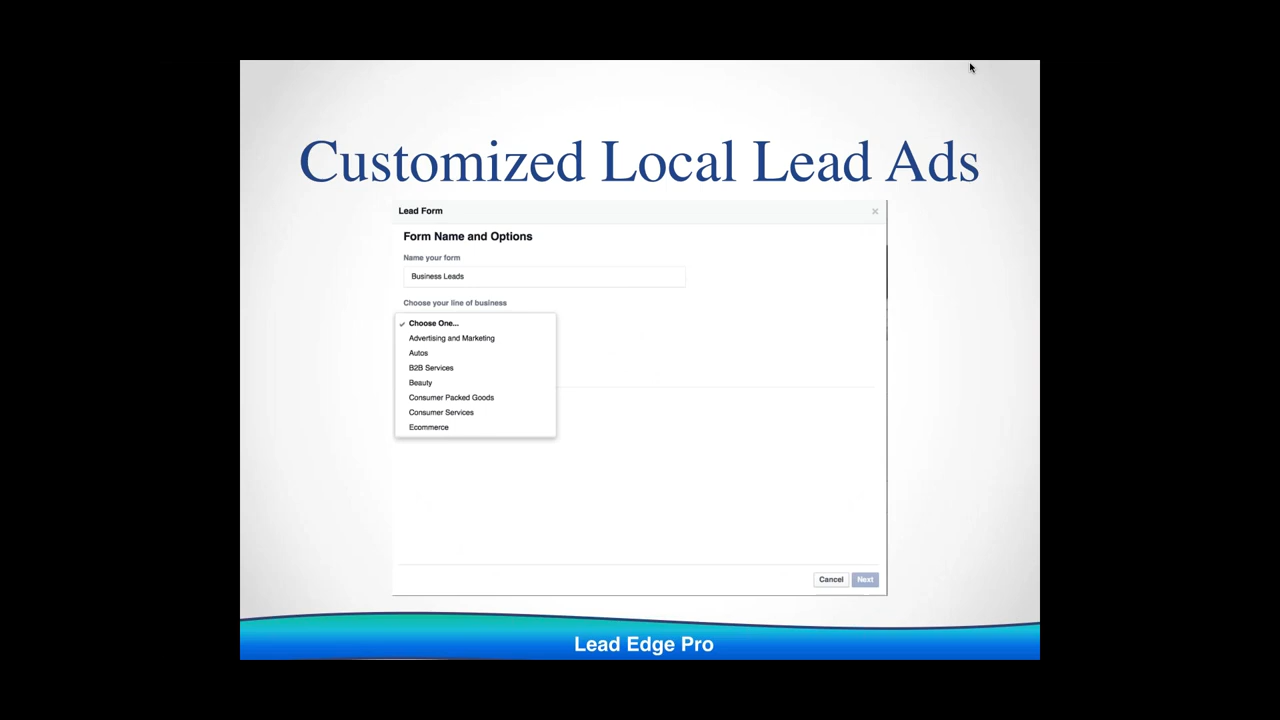 Customized Local Lead Ads
Lead Form
Form Name and Options
Name your form
Business Leads
Choose your line of business
Choose One...
Advertising and Marketing
Autos
B2B Services
Beauty
Consumer Packed Goods
Consumer Services
Ecommerce
Cancel Next
Lead Edge Pro